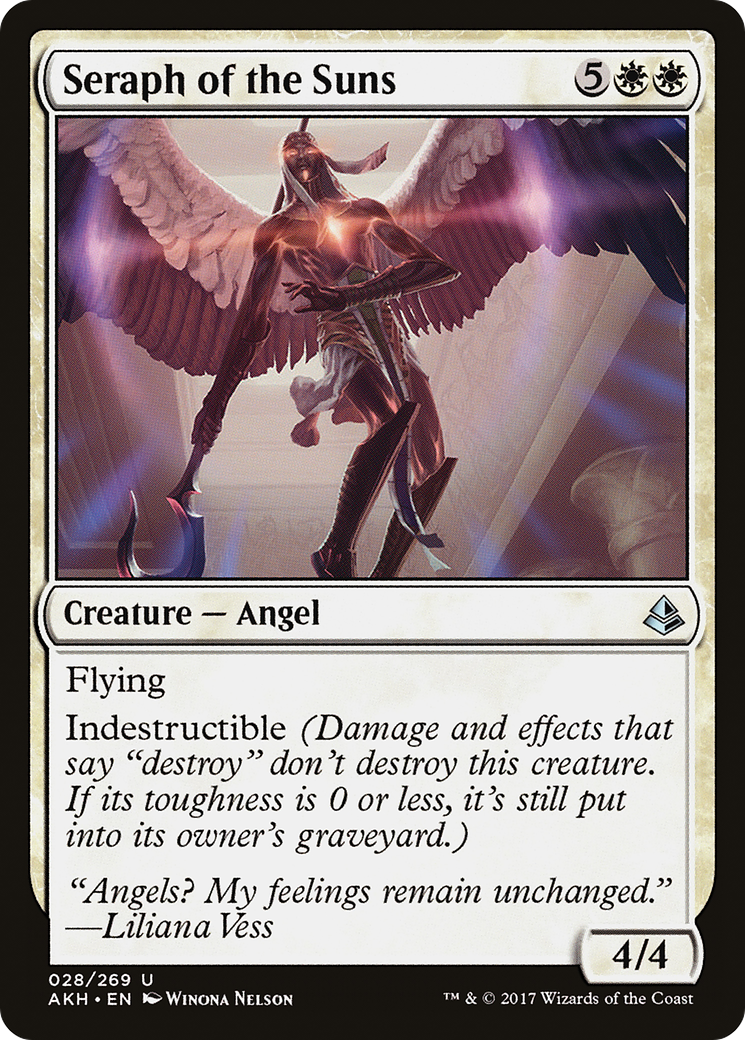 Seraph of the Suns
5
Creature — Angel
Flying
Indestructible (Damage and effects that
say “destroy” don’t destroy this creature.
If its toughness is 0 or less, it’s still put
into its owner’s graveyard.)
“Angels? My feelings remain unchanged.”
—Liliana Vess
4/4
028/269 U
AKH • EN Winona Nelson
™ & © 2017 Wizards of the Coast